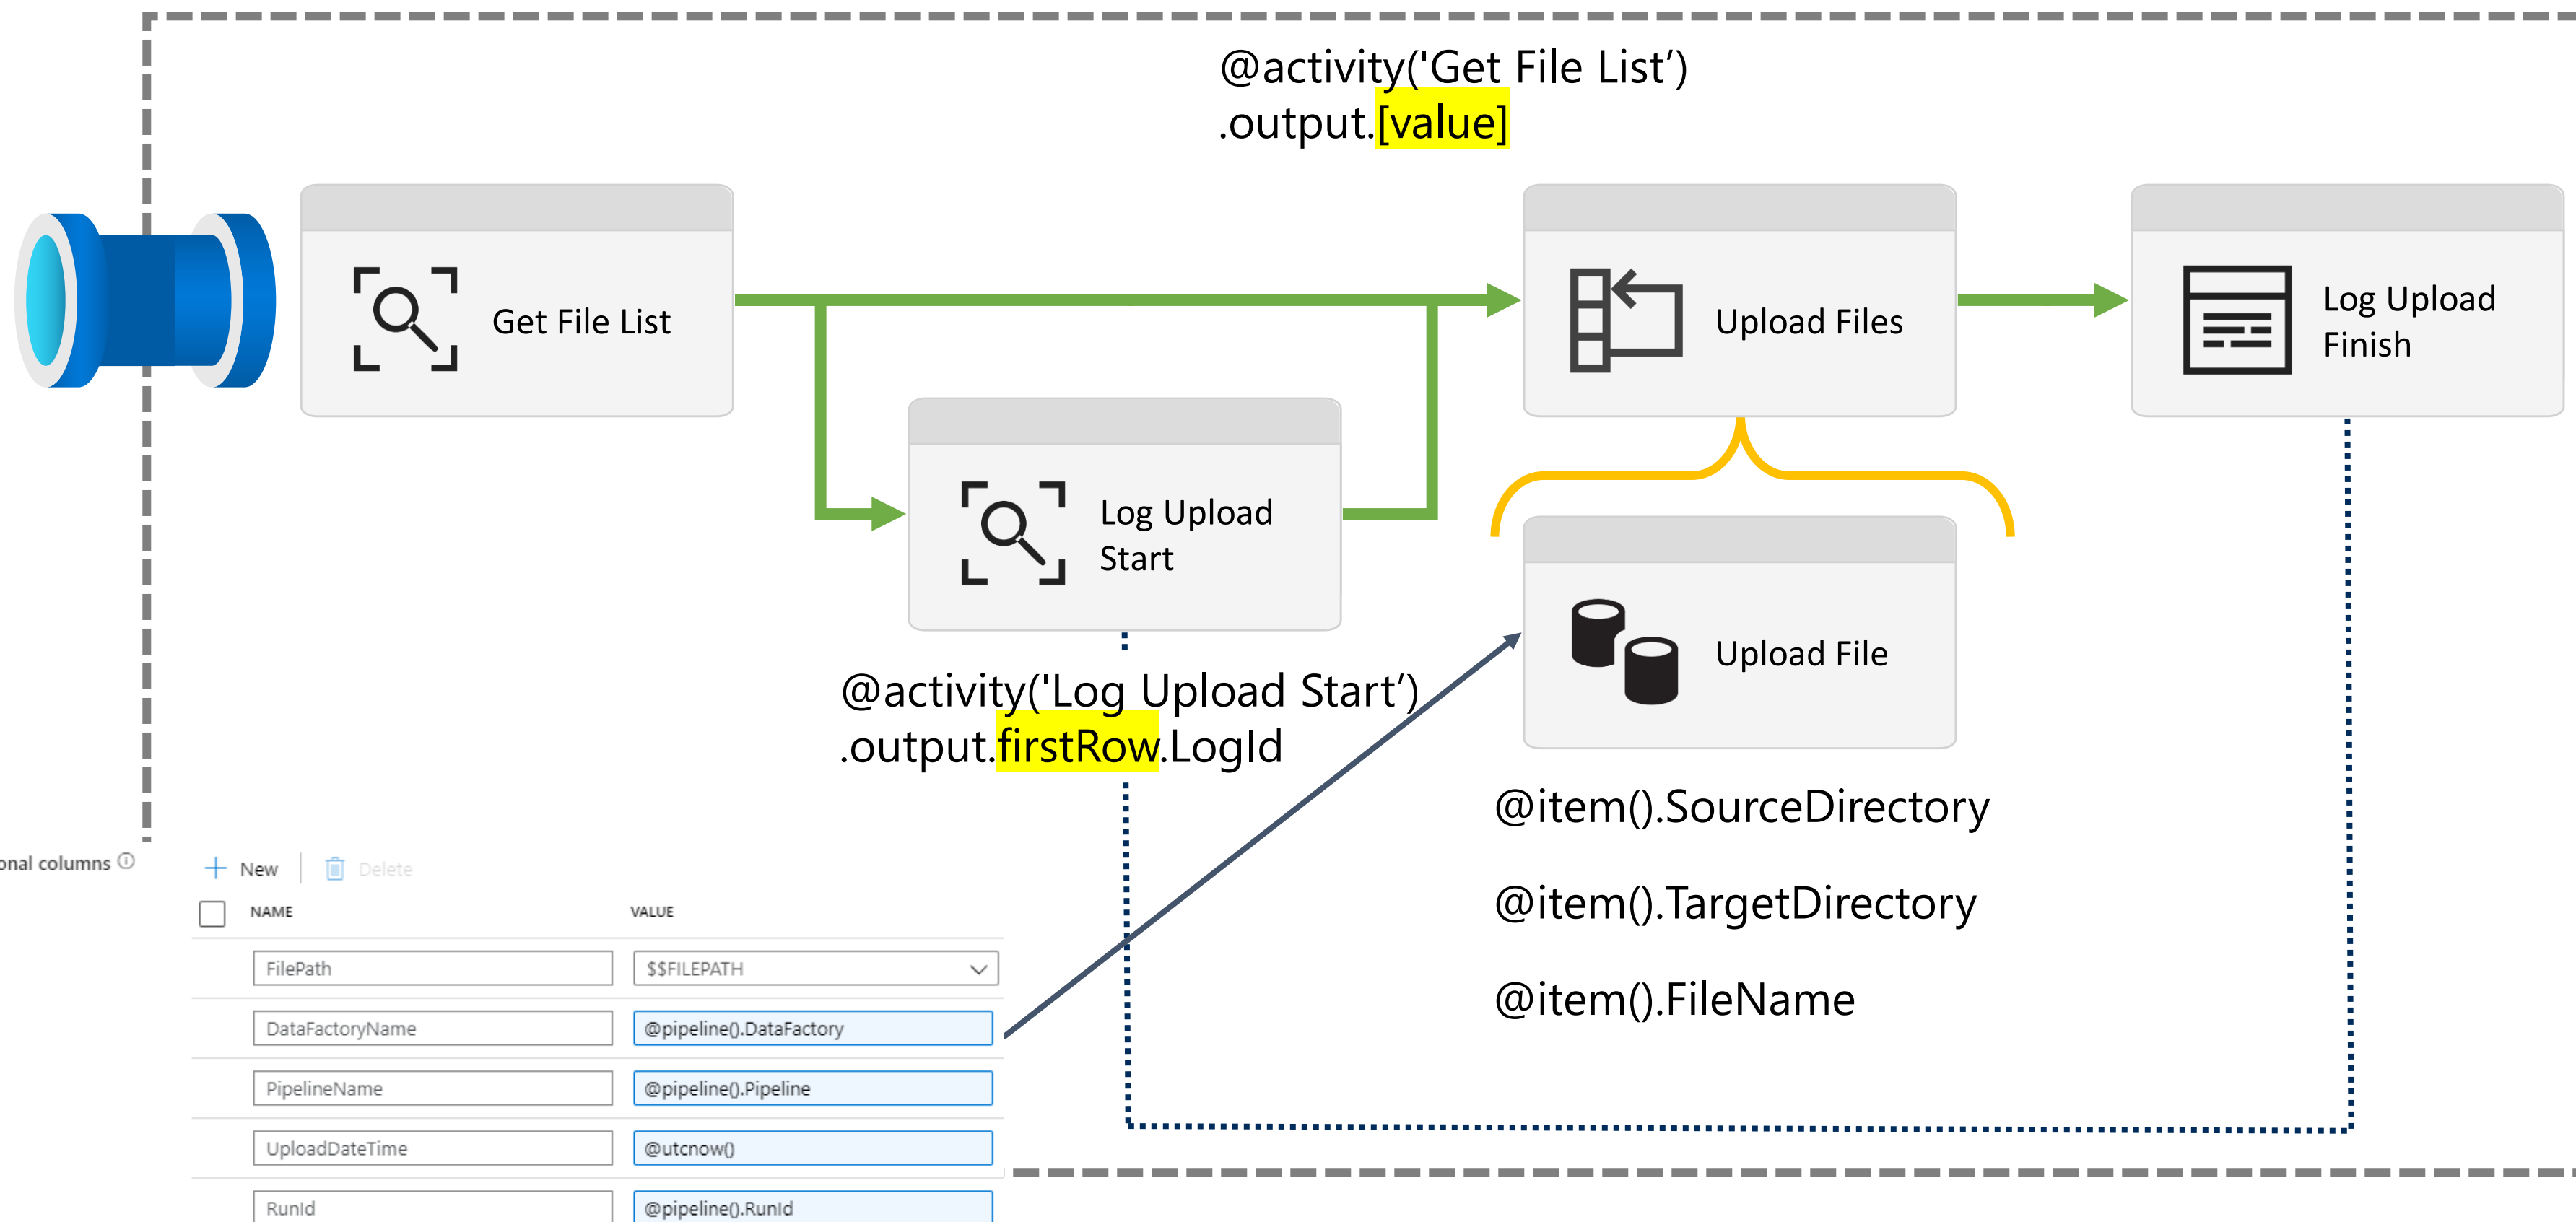 @activity('Get File List’)
.output.[value]
Get File List
Upload Files
Log Upload
Finish
Log Upload
Start
Upload File
@activity('Log Upload Start’)
.output.firstRow.LogId
@item().SourceDirectory
@item().TargetDirectory
@item().FileName
onal columns
New
Delete
NAME VALUE
FilePath $$FILEPATH
DataFactoryName @pipeline().DataFactory
PipelineName @pipeline().Pipeline
UploadDateTime @utcnow()
RunId @pipeline().RunId